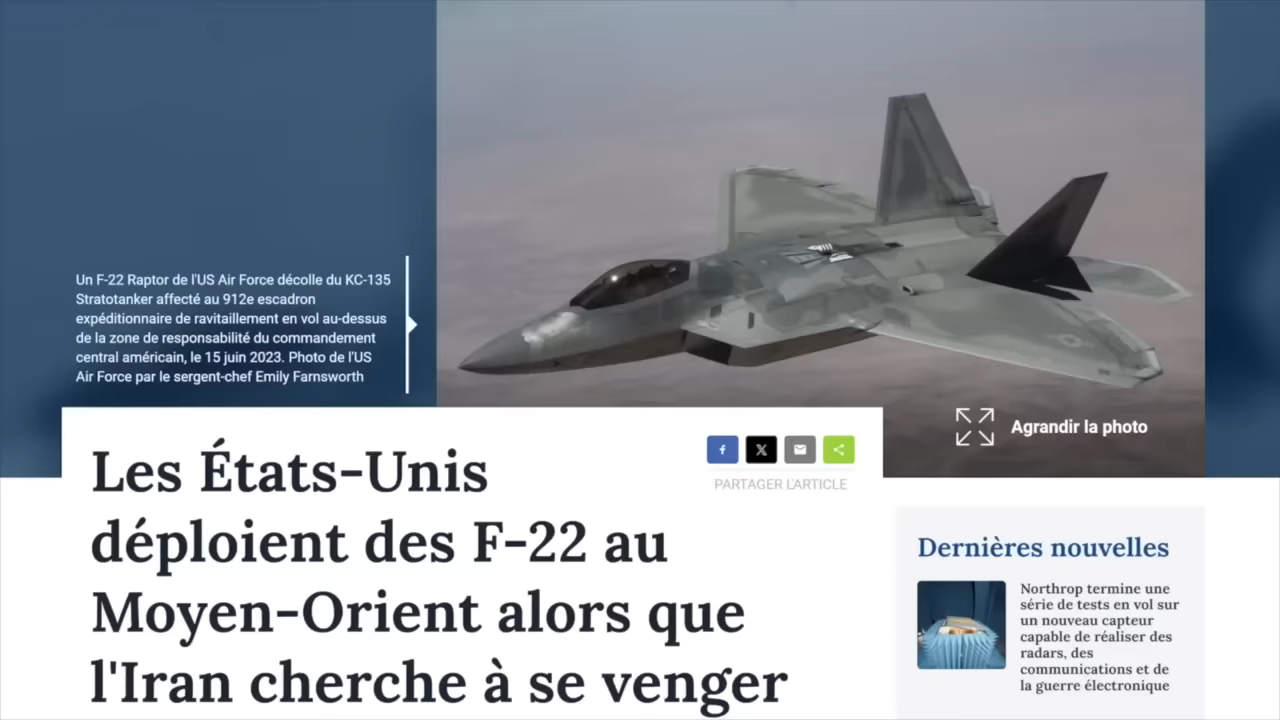 Un F-22 Raptor de l'US Air Force décolle du KC-135
Stratotanker affecté au 912e escadron
expéditionnaire de ravitaillement en vol au-dessus
de la zone de responsabilité du commandement
central américain, le 15 juin 2023. Photo de l'US
Air Force par le sergent-chef Emily Farnsworth
Agrandir la photo
Les États-Unis
déploient des F-22 au
Moyen-Orient alors que
l'Iran cherche à se venger
PARTAGER L'ARTICLE
Dernières nouvelles
Northrop termine une
série de tests en vol sur
un nouveau capteur
capable de réaliser des
radars, des
communications et de
la guerre électronique